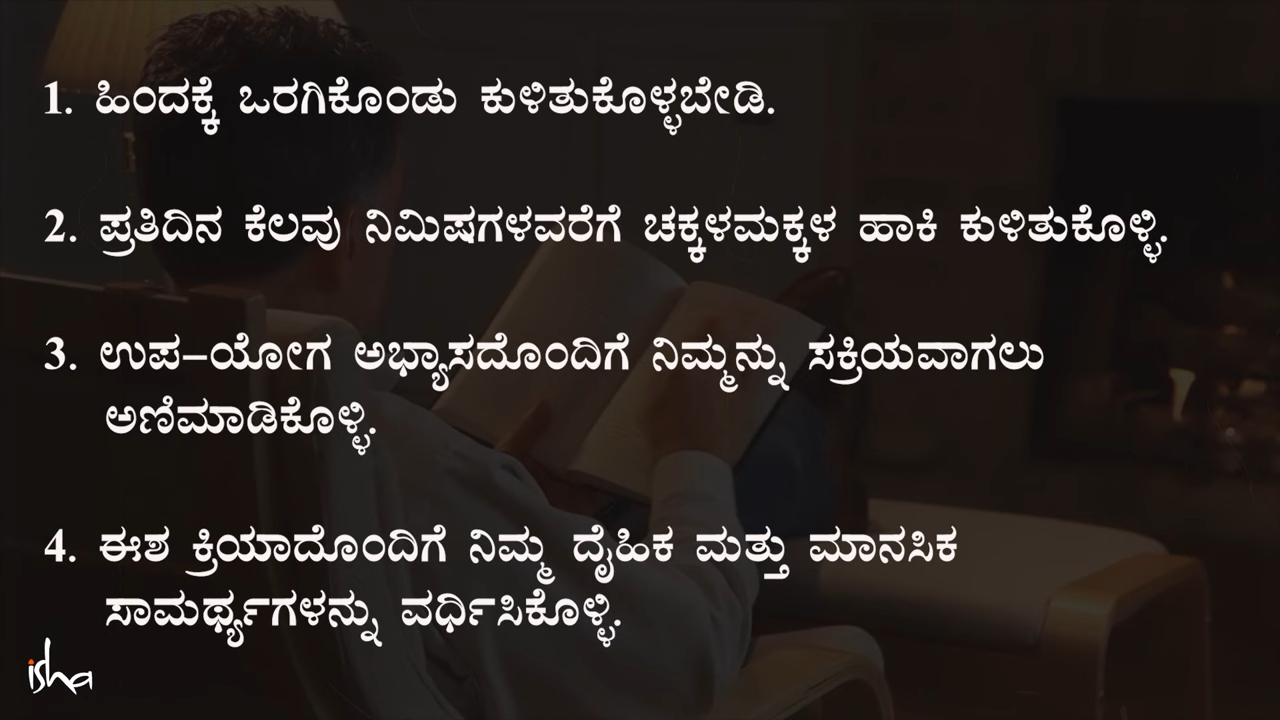 1. ಹಿಂದಕ್ಕೆ ಒರಗಿಕೊಂಡು ಕುಳಿತುಕೊಳ್ಳಬೇಡಿ.
2. ಪ್ರತಿದಿನ ಕೆಲವು ನಿಮಿಷಗಳವರೆಗೆ ಚಕ್ಕಳಮಕ್ಕಳ ಹಾಕಿ ಕುಳಿತುಕೊಳ್ಳಿ.
3. ಉಪ–ಯೋಗ ಅಭ್ಯಾಸದೊಂದಿಗೆ ನಿಮ್ಮನ್ನು ಸಕ್ರಿಯವಾಗಲು
ಅಣಿಮಾಡಿಕೊಳ್ಳಿ.
4. ಈಶ ಕ್ರಿಯಾದೊಂದಿಗೆ ನಿಮ್ಮ ದೈಹಿಕ ಮತ್ತು ಮಾನಸಿಕ
ಸಾಮರ್ಥ್ಯಗಳನ್ನು ವರ್ಧಿಸಿಕೊಳ್ಳಿ.
isha